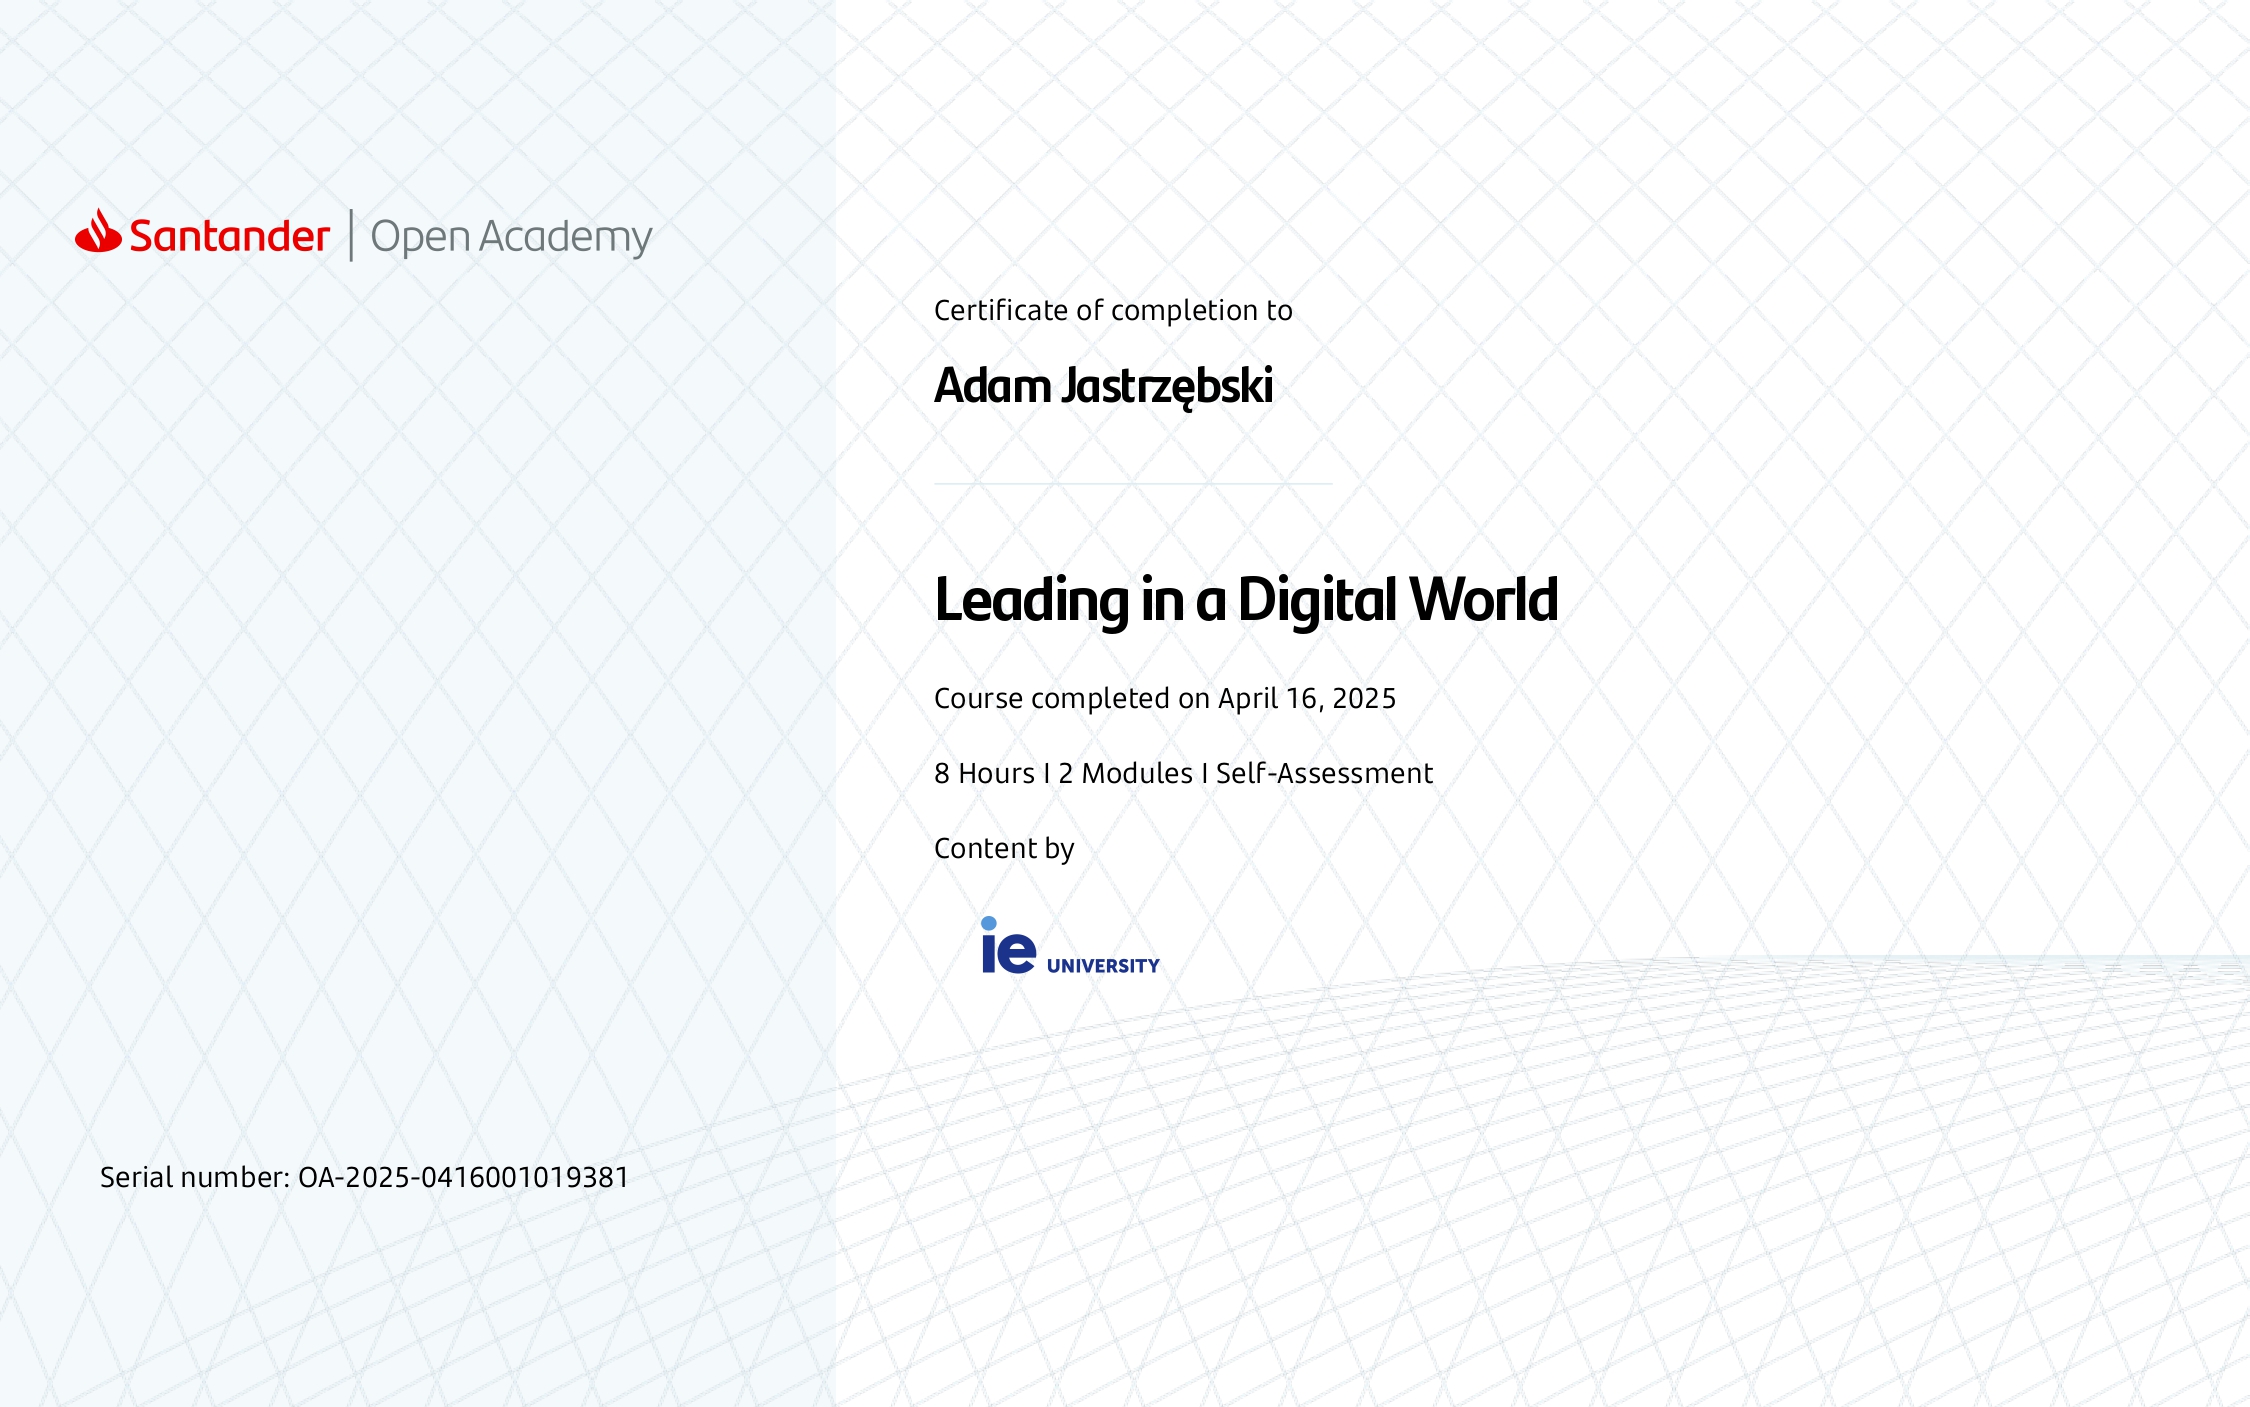 Santander | Open Academy
Certificate of completion to
Adam Jastrzębski
Leading in a Digital World
Course completed on April 16, 2025
8 Hours I 2 Modules I Self-Assessment
Content by
ie UNIVERSITY
Serial number: OA-2025-0416001019381